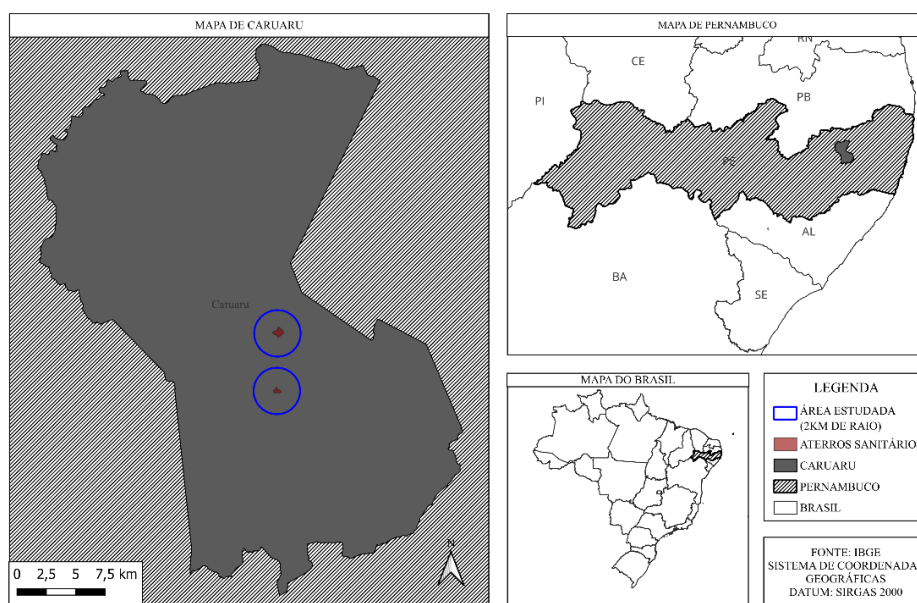 MAPA DE CARUARU
Caruaru
N
0 2,5 5 7,5 km
MAPA DE PERNAMBUCO
RN
CE
PB
PI
PE
AL
BA
SE
MAPA DO BRASIL
LEGENDA
ÁREA ESTUDADA
(2KM DE RAIO)
ATERROS SANITÁRIO
CARUARU
PERNAMBUCO
BRASIL
FONTE: IBGE
SISTEMA DE COORDENADA
GEOGRÁFICAS
DATUM: SIRGAS 2000